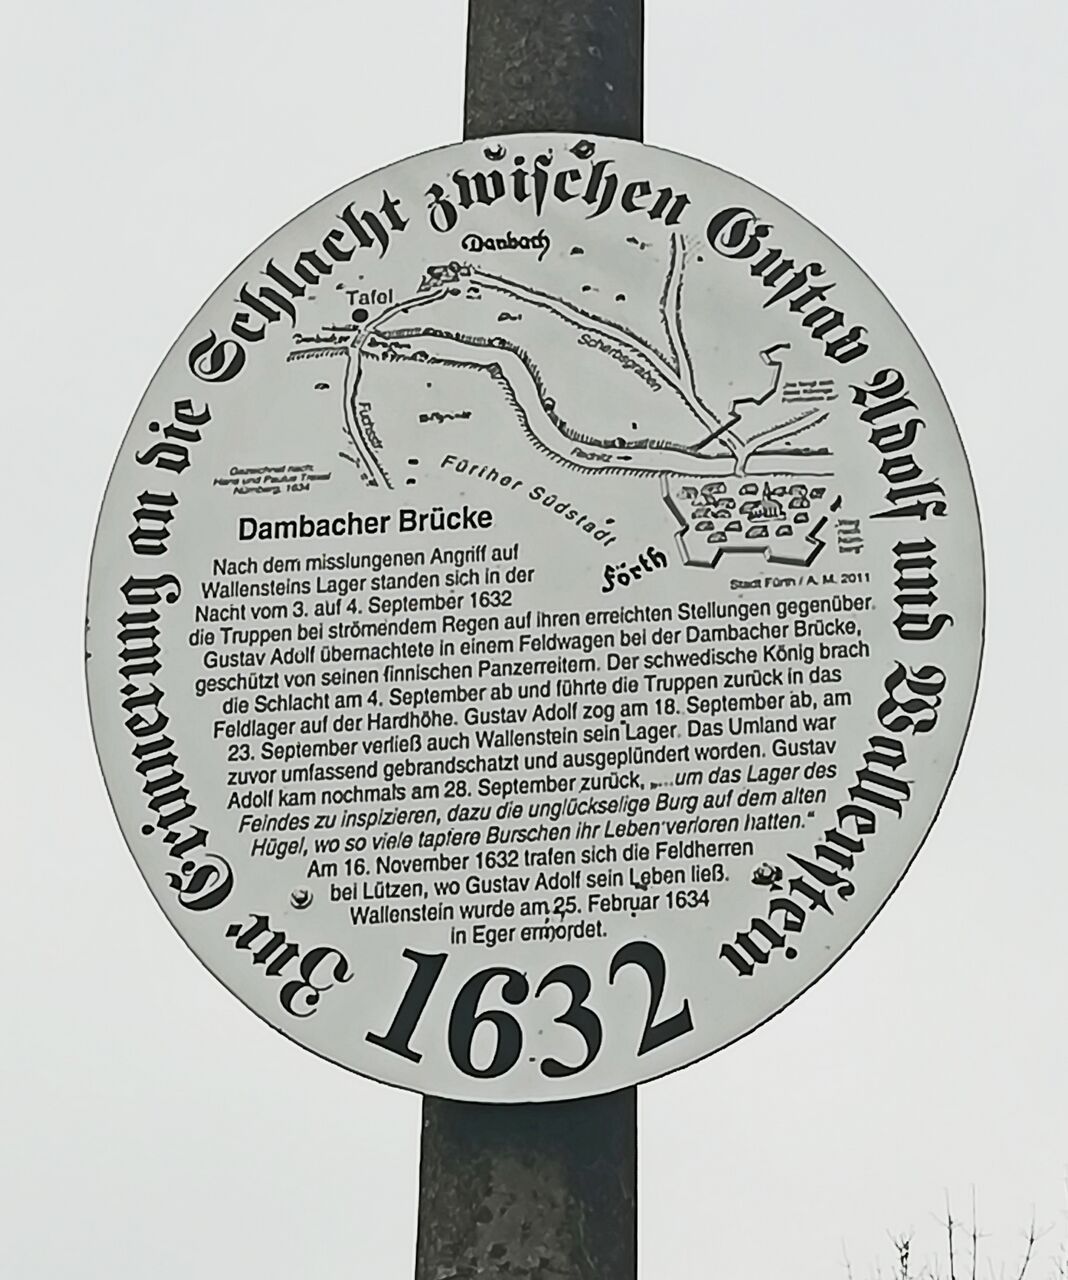 Zur Erinnerung an die Schlacht zwischen Gustav Adolf und Wallenstein
1632
Danbach
Tafel
Scherbsgraben
Fuchsstr.
Rednitz
Fürther Südstadt
Gezeichnet nach:
Hans und Paulus Trexel
Nürnberg, 1634
Förth
Stadt Fürth / A. M. 2011
Dambacher Brücke
Nach dem misslungenen Angriff auf
Wallensteins Lager standen sich in der
Nacht vom 3. auf 4. September 1632
die Truppen bei strömendem Regen auf ihren erreichten Stellungen gegenüber.
Gustav Adolf übernachtete in einem Feldwagen bei der Dambacher Brücke,
geschützt von seinen finnischen Panzerreitern. Der schwedische König brach
die Schlacht am 4. September ab und führte die Truppen zurück in das
Feldlager auf der Hardhöhe. Gustav Adolf zog am 18. September ab, am
23. September verließ auch Wallenstein sein Lager. Das Umland war
zuvor umfassend gebrandschatzt und ausgeplündert worden. Gustav
Adolf kam nochmals am 28. September zurück, „...um das Lager des
Feindes zu inspizieren, dazu die unglückselige Burg auf dem alten
Hügel, wo so viele tapfere Burschen ihr Leben verloren hatten.“
Am 16. November 1632 trafen sich die Feldherren
bei Lützen, wo Gustav Adolf sein Leben ließ.
Wallenstein wurde am 25. Februar 1634
in Eger ermordet.